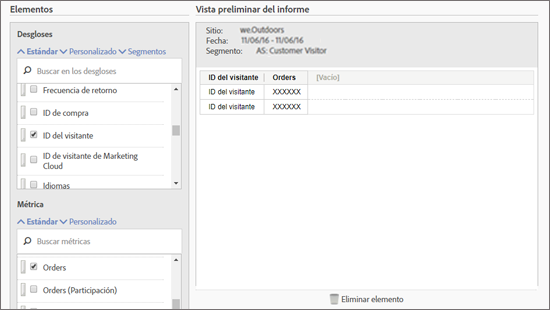 Elementos
Desgloses
Estándar Personalizado Segmentos
Buscar en los desgloses
Frecuencia de retorno
ID de compra
ID del visitante
ID de visitante de Marketing
Cloud
Idiomas
Métrica
Estándar Personalizado
Buscar métricas
Orders
Orders (Participación)
Vista preliminar del informe
Sitio: we.Outdoors
Fecha: 11/06/16 - 11/06/16
Segmento: AS: Customer Visitor
ID del visitante Orders [Vacío]
ID del visitante XXXXXX
ID del visitante XXXXXX
Eliminar elemento